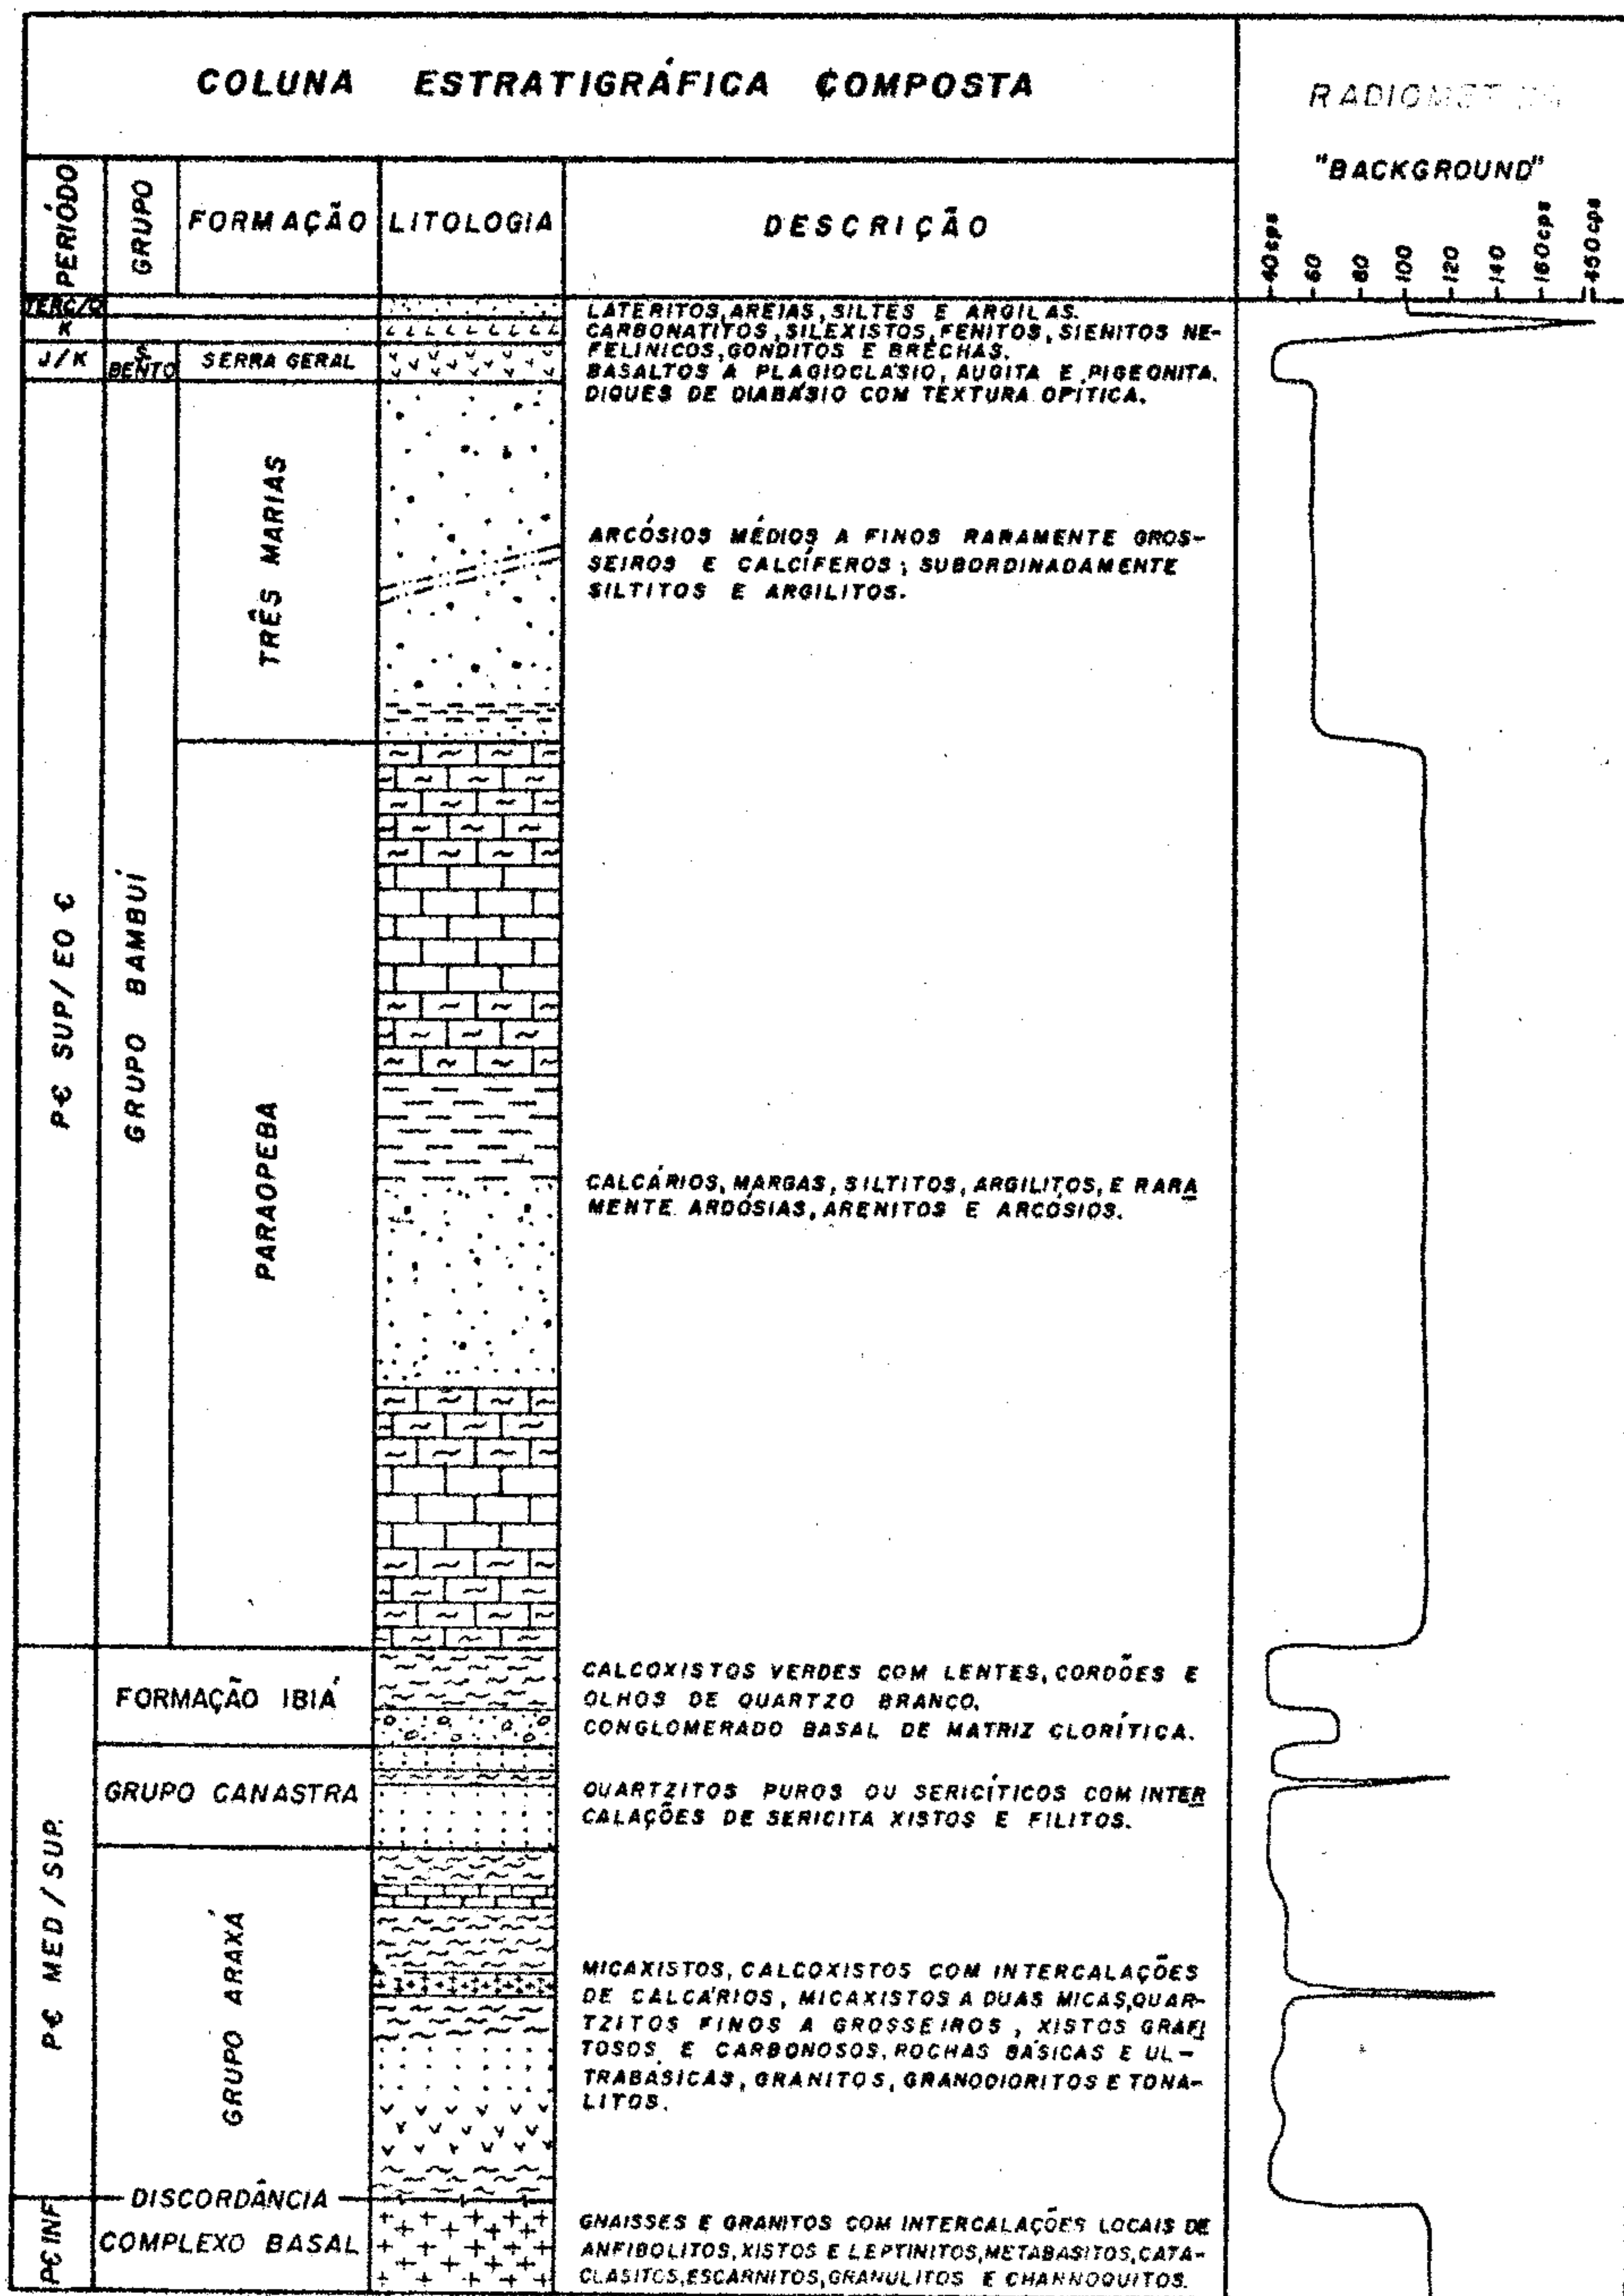 COLUNA ESTRATIGRÁFICA COMPOSTA
"BACKGROUND"
PERIÓDO
GRUPO
FORMAÇÃO
LITOLOGIA
DESCRIÇÃO
40cps
60
80
100
120
140
160cps
450cps
TERC/Q
LATERITOS, AREIAS, SILTES E ARGILAS.
K
CARBONATITOS, SILEXISTOS, FENITOS, SIENITOS NE-
FELINICOS, GONDITOS E BRECHAS.
J/K
S.
BENTO
SERRA GERAL
BASALTOS A PLAGIOCLÁSIO, AUGITA E PIGEONITA.
DIQUES DE DIABÁSIO COM TEXTURA OFÍTICA.
P€ SUP/EO €
GRUPO BAMBUÍ
TRÊS MARIAS
ARCÓSIOS MÉDIOS A FINOS RARAMENTE GROS-
SEIROS E CALCÍFEROS; SUBORDINADAMENTE
SILTITOS E ARGILITOS.
PARAOPEBA
CALCÁRIOS, MARGAS, SILTITOS, ARGILITOS, E RARA
MENTE ARDÓSIAS, ARENITOS E ARCÓSIOS.
P€ MED/SUP.
FORMAÇÃO IBIÁ
CALCOXISTOS VERDES COM LENTES, CORDÕES E
OLHOS DE QUARTZO BRANCO.
CONGLOMERADO BASAL DE MATRIZ CLORÍTICA.
GRUPO CANASTRA
QUARTZITOS PUROS OU SERICÍTICOS COM INTER
CALAÇÕES DE SERICITA XISTOS E FILITOS.
GRUPO ARAXÁ
MICAXISTOS, CALCOXISTOS COM INTERCALAÇÕES
DE CALCÁRIOS, MICAXISTOS A DUAS MICAS, QUAR-
TZITOS FINOS A GROSSEIROS, XISTOS GRAFI
TOSOS E CARBONOSOS, ROCHAS BÁSICAS E UL-
TRABÁSICAS, GRANITOS, GRANODIORITOS E TONA-
LITOS.
DISCORDÂNCIA
P€ INF
COMPLEXO BASAL
GNAISSES E GRANITOS COM INTERCALAÇÕES LOCAIS DE
ANFIBOLITOS, XISTOS E LEPTINITOS, METABASITOS, CATA-
CLASITOS, ESCARNITOS, GRANULITOS E CHANNOQUITOS.